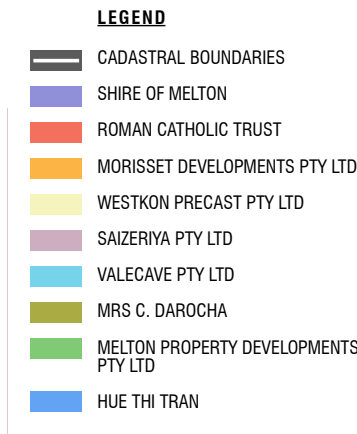 LEGEND
CADASTRAL BOUNDARIES
SHIRE OF MELTON
ROMAN CATHOLIC TRUST
MORISSET DEVELOPMENTS PTY LTD
WESTKON PRECAST PTY LTD
SAIZERIYA PTY LTD
VALECAVE PTY LTD
MRS C. DAROCHA
MELTON PROPERTY DEVELOPMENTS
PTY LTD
HUE THI TRAN